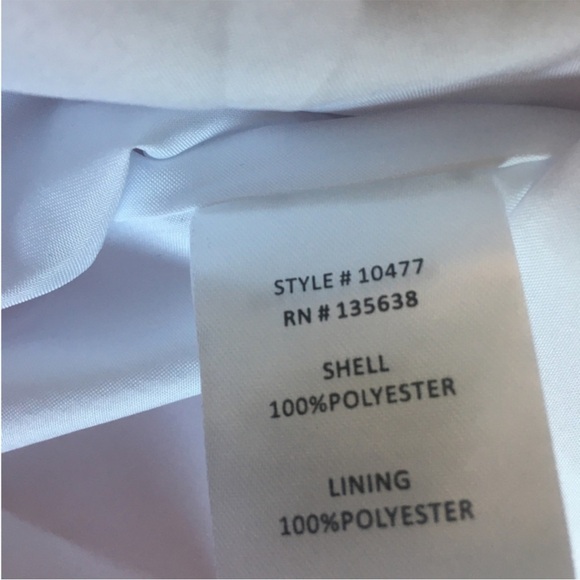 STYLE # 10477
RN # 135638
SHELL
100%POLYESTER
LINING
100%POLYESTER